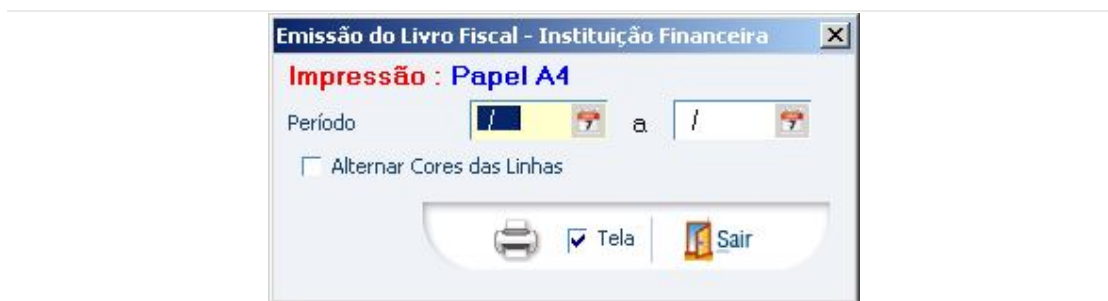 Emissão do Livro Fiscal - Instituição Financeira
Impressão : Papel A4
Período / a /
Alternar Cores das Linhas
Tela Sair